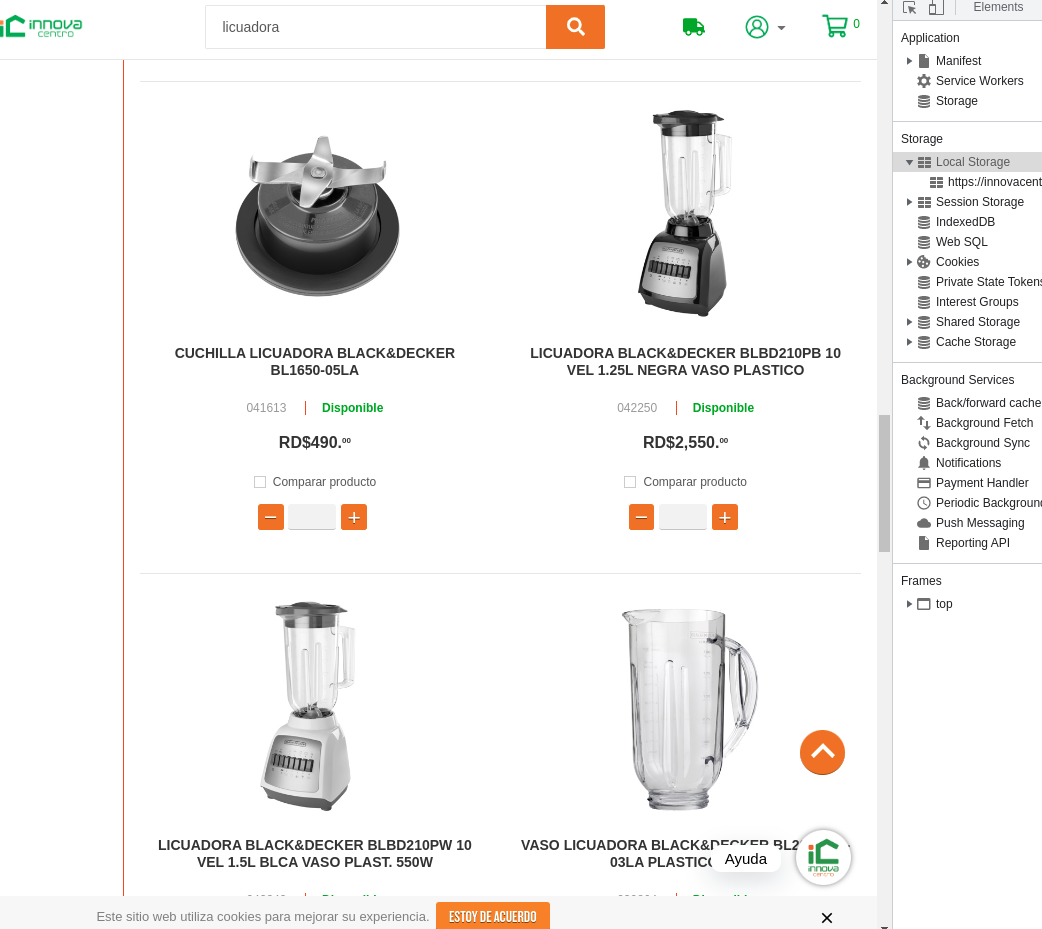 innova
centro
licuadora
0
CUCHILLA LICUADORA BLACK&DECKER
BL1650-05LA
041613 Disponible
RD$490.00
Comparar producto
LICUADORA BLACK&DECKER BLBD210PB 10
VEL 1.25L NEGRA VASO PLASTICO
042250 Disponible
RD$2,550.00
Comparar producto
LICUADORA BLACK&DECKER BLBD210PW 10
VEL 1.5L BLCA VASO PLAST. 550W
VASO LICUADORA BLACK&DECKER
03LA PLASTICO
Ayuda
innova
centro
Este sitio web utiliza cookies para mejorar su experiencia. ESTOY DE ACUERDO
Elements
Application
Manifest
Service Workers
Storage
Storage
Local Storage
https://innovacent
Session Storage
IndexedDB
Web SQL
Cookies
Private State Tokens
Interest Groups
Shared Storage
Cache Storage
Background Services
Back/forward cache
Background Fetch
Background Sync
Notifications
Payment Handler
Periodic Background
Push Messaging
Reporting API
Frames
top